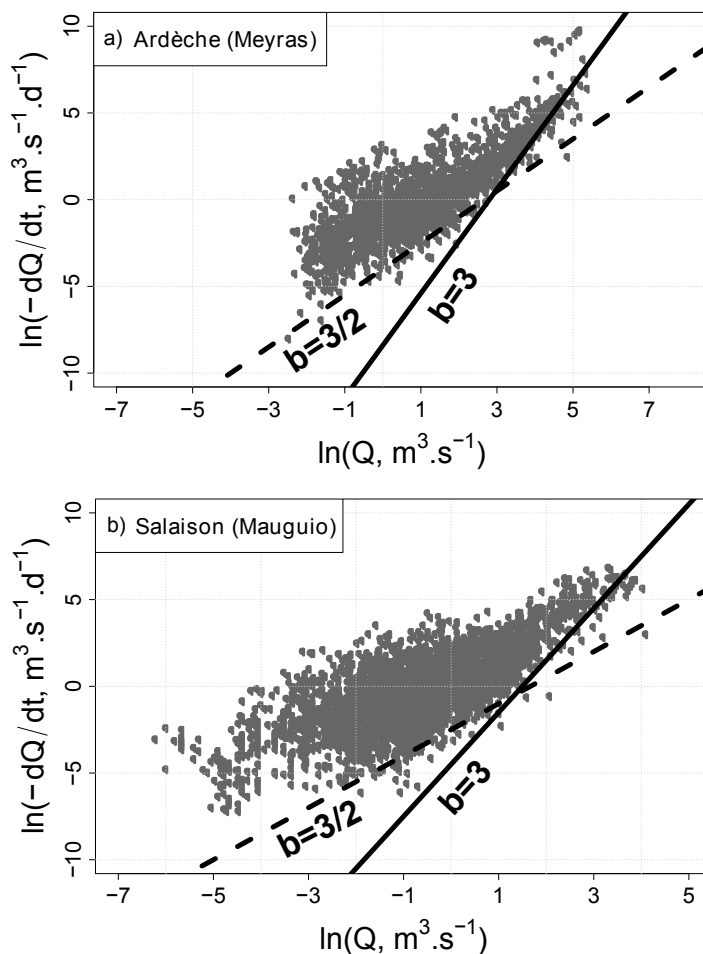 a) Ardèche (Meyras)
ln(−dQ/dt, m³.s⁻¹.d⁻¹)
10
5
0
−5
−10
b=3/2
b=3
−7 −5 −3 −1 1 3 5 7
ln(Q, m³.s⁻¹)
b) Salaison (Mauguio)
ln(−dQ/dt, m³.s⁻¹.d⁻¹)
10
5
0
−5
−10
b=3/2
b=3
−7 −5 −3 −1 1 3 5
ln(Q, m³.s⁻¹)